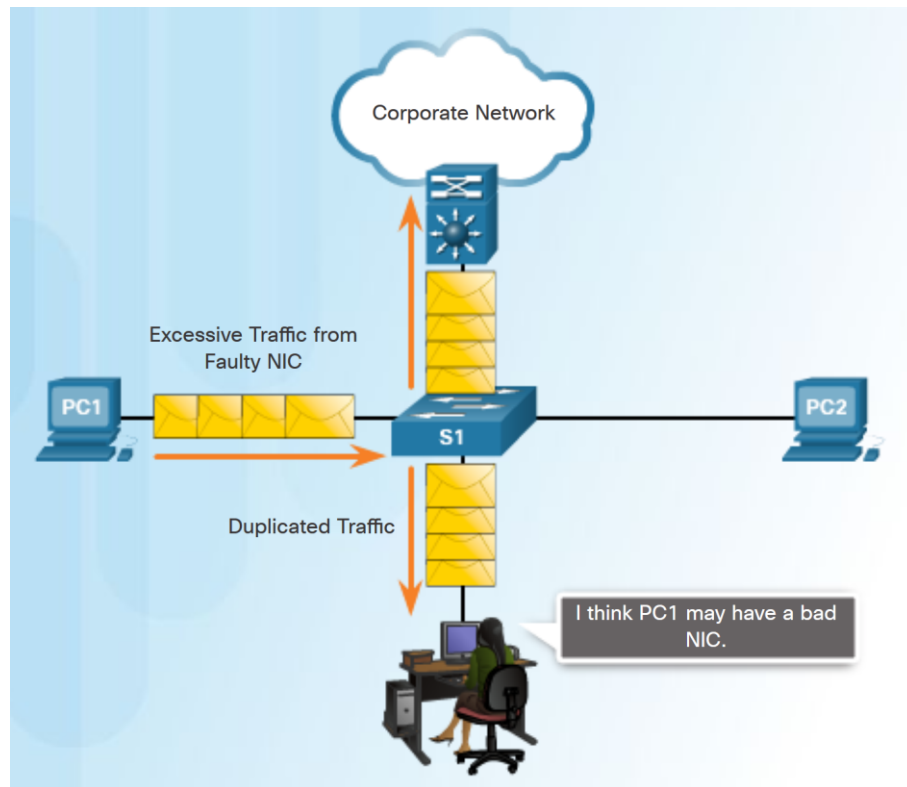 Corporate Network
Excessive Traffic from
Faulty NIC
PC1
S1
PC2
Duplicated Traffic
I think PC1 may have a bad
NIC.